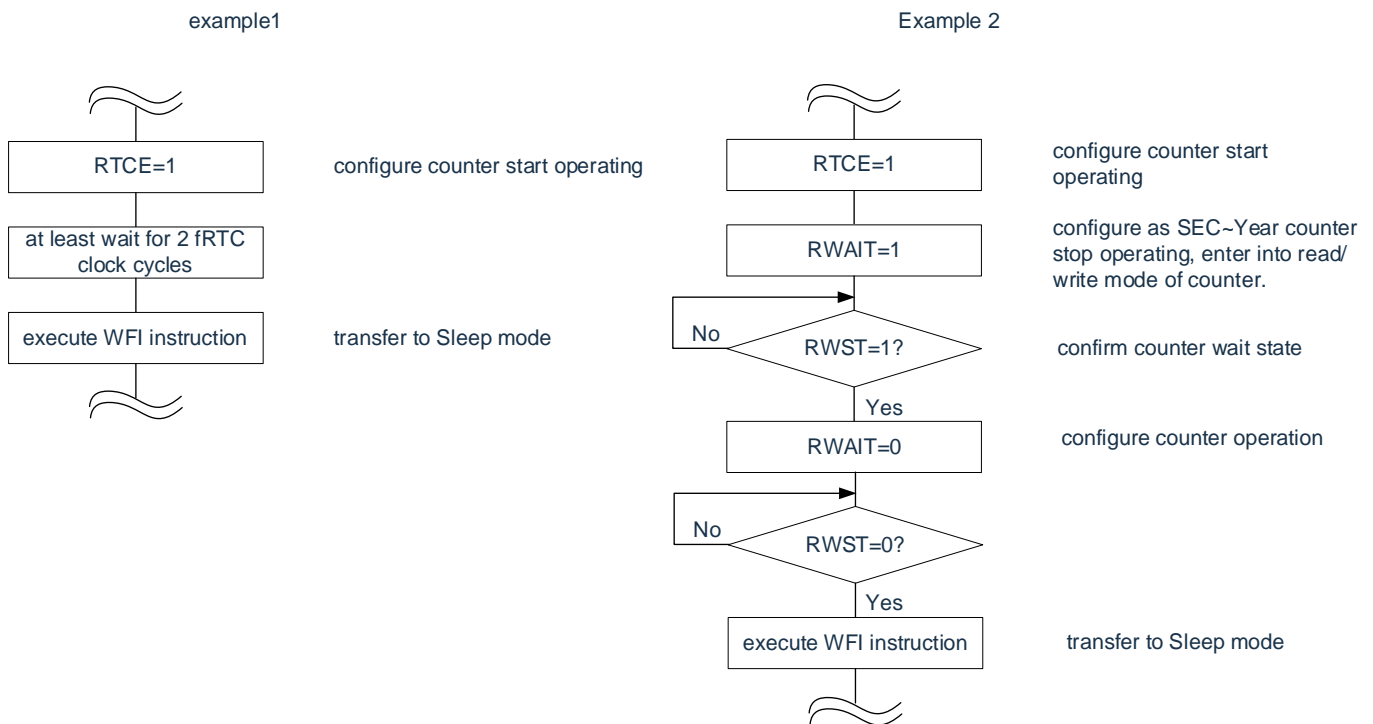 example1
RTCE=1
configure counter start operating
at least wait for 2 fRTC
clock cycles
execute WFI instruction
transfer to Sleep mode
Example 2
RTCE=1
configure counter start
operating
RWAIT=1
configure as SEC~Year counter
stop operating, enter into read/
write mode of counter.
No
RWST=1?
confirm counter wait state
Yes
RWAIT=0
configure counter operation
No
RWST=0?
Yes
execute WFI instruction
transfer to Sleep mode